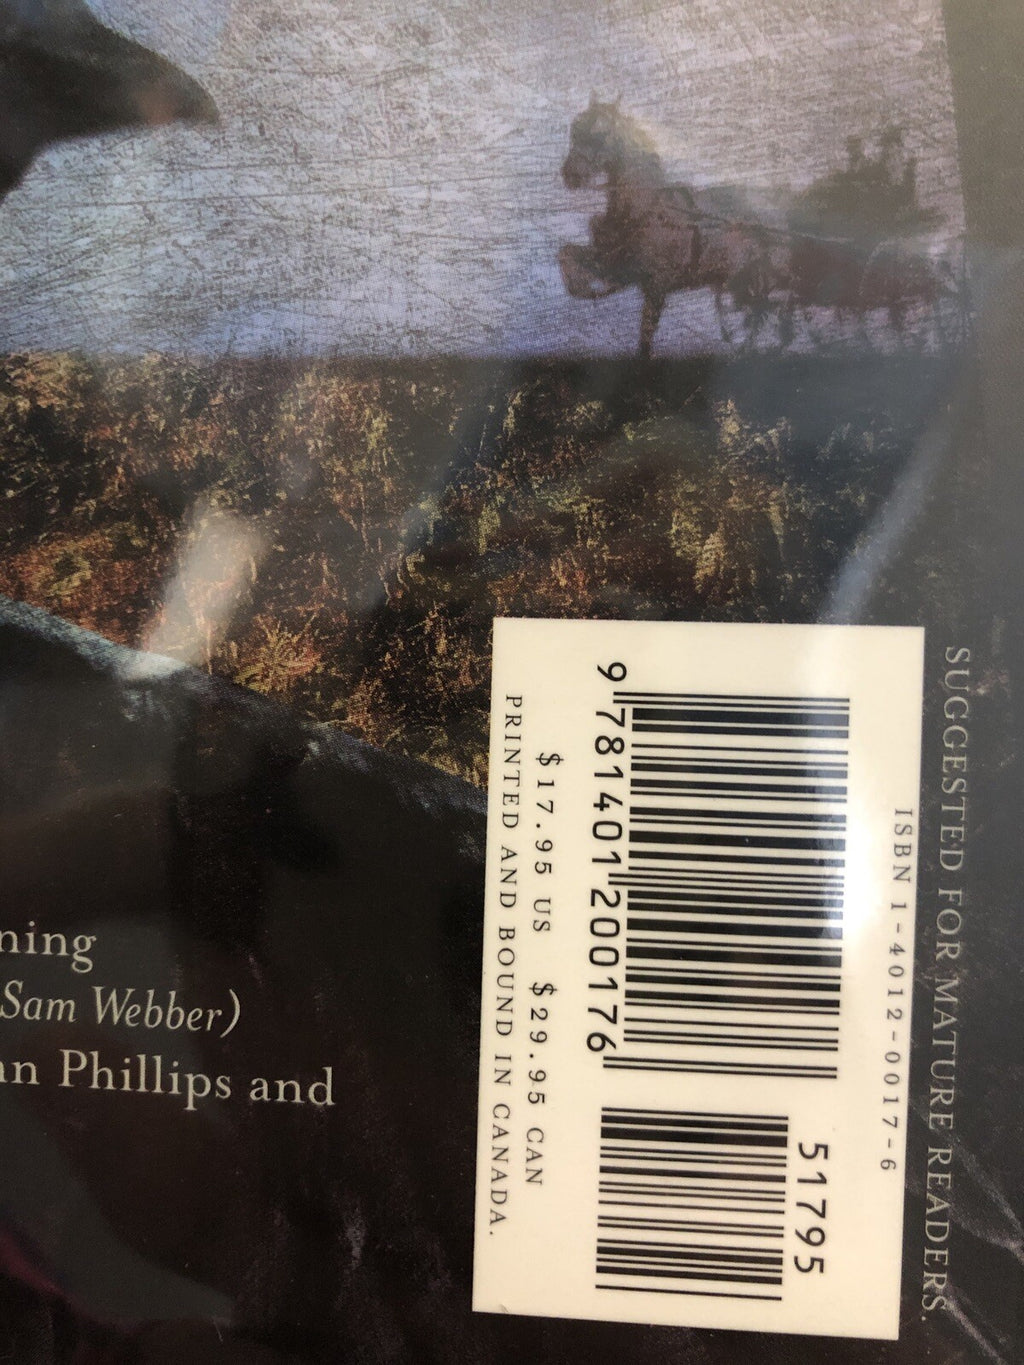 ning
Sam Webber)
nn Phillips and
SUGGESTED FOR MATURE READERS.
ISBN 1-4012-0017-6
9 781401 200176
51795
$17.95 US $29.95 CAN
PRINTED AND BOUND IN CANADA.